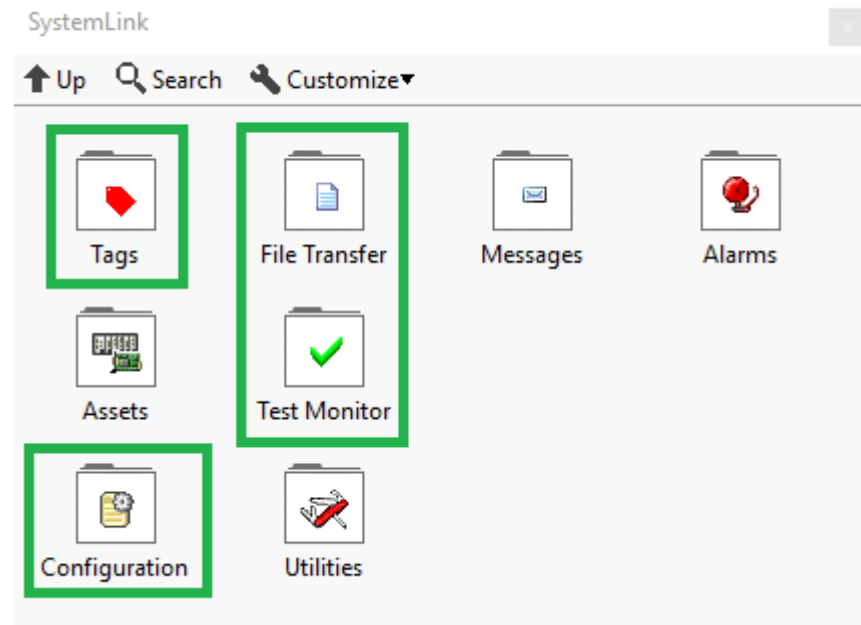 SystemLink
Up Search Customize
Tags File Transfer Messages Alarms
Assets Test Monitor
Configuration Utilities